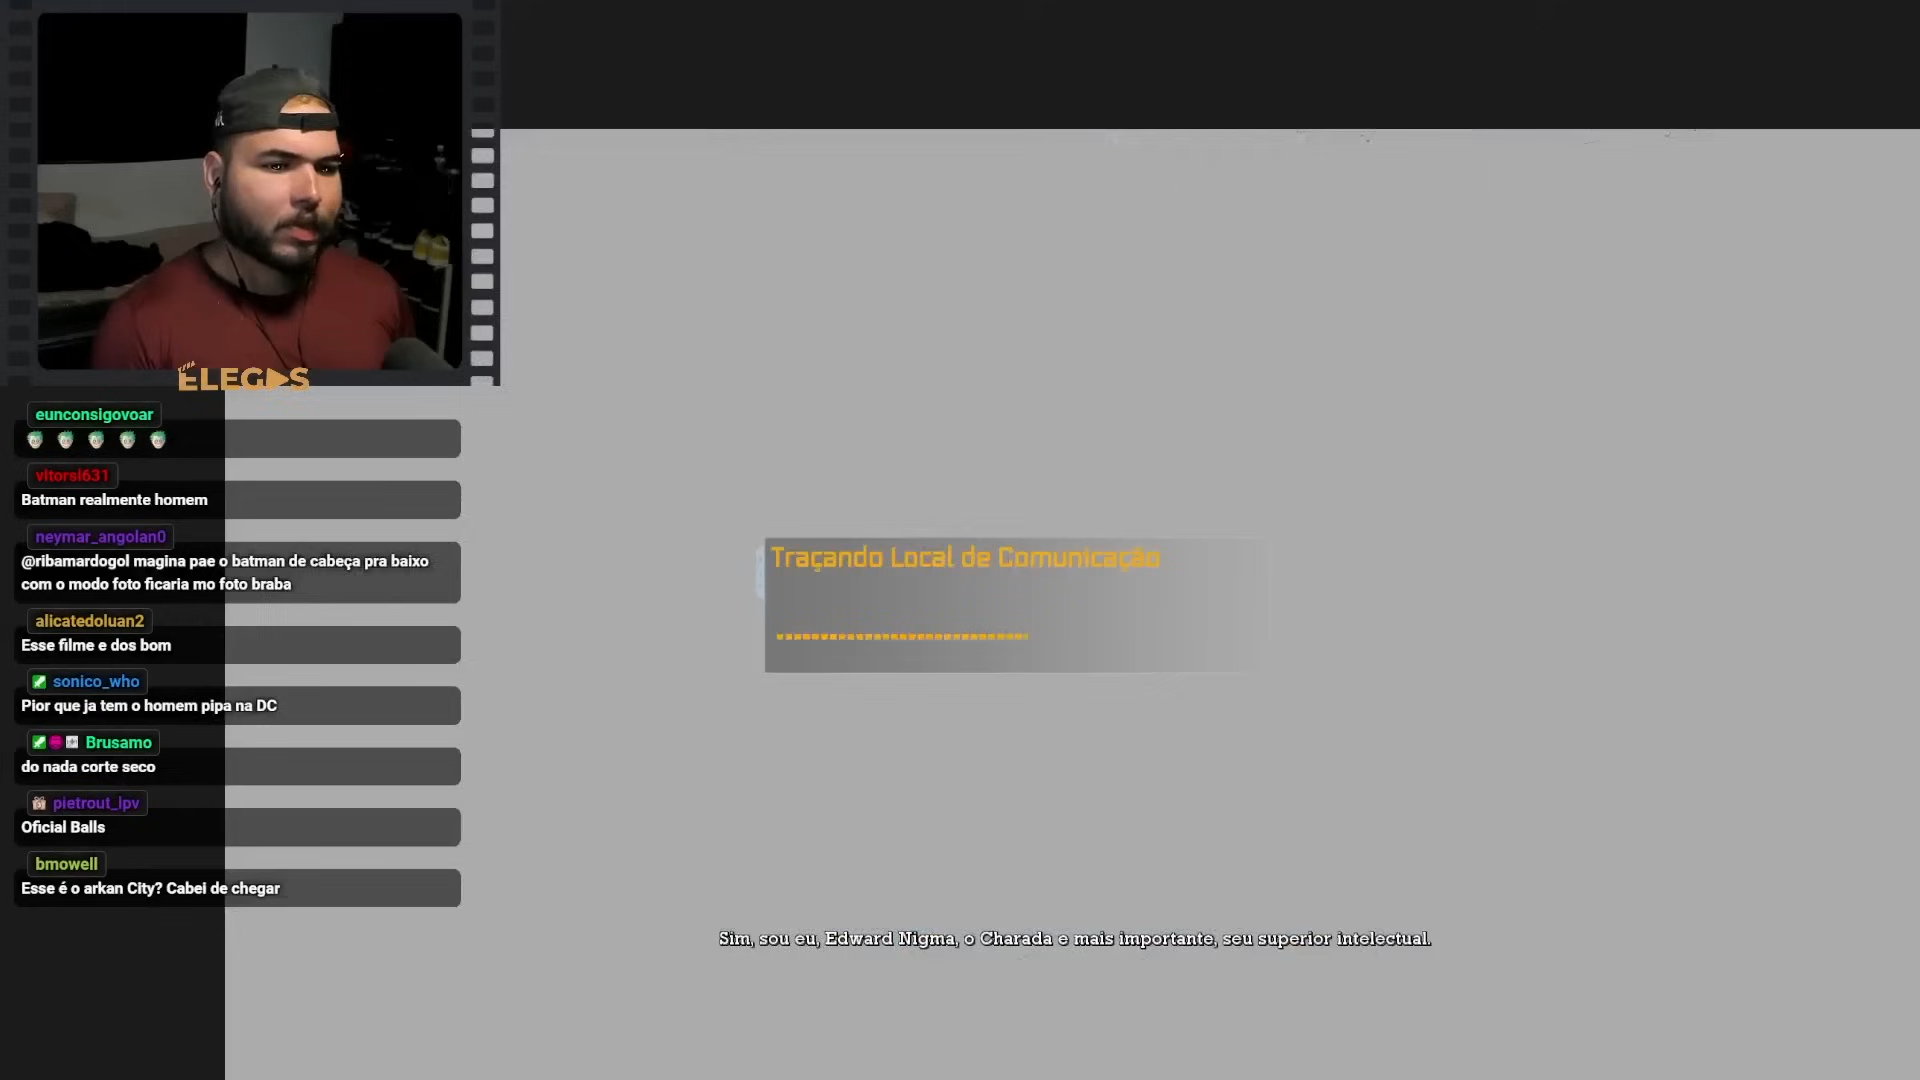 TTBA
ELEGOS
eunconsigovoar
vitorsi631
Batman realmente homem
neymar_angolan0
@ribamardogol magina pae o batman de cabeça pra baixo
com o modo foto ficaria mo foto braba
alicatedoluan2
Esse filme e dos bom
sonico_who
Pior que ja tem o homem pipa na DC
Brusamo
do nada corte seco
pietrout_lpv
Oficial Balls
bmowell
Esse é o arkan City? Cabei de chegar
Traçando Local de Comunicação
Sim, sou eu, Edward Nigma, o Charada e mais importante, seu superior intelectual.